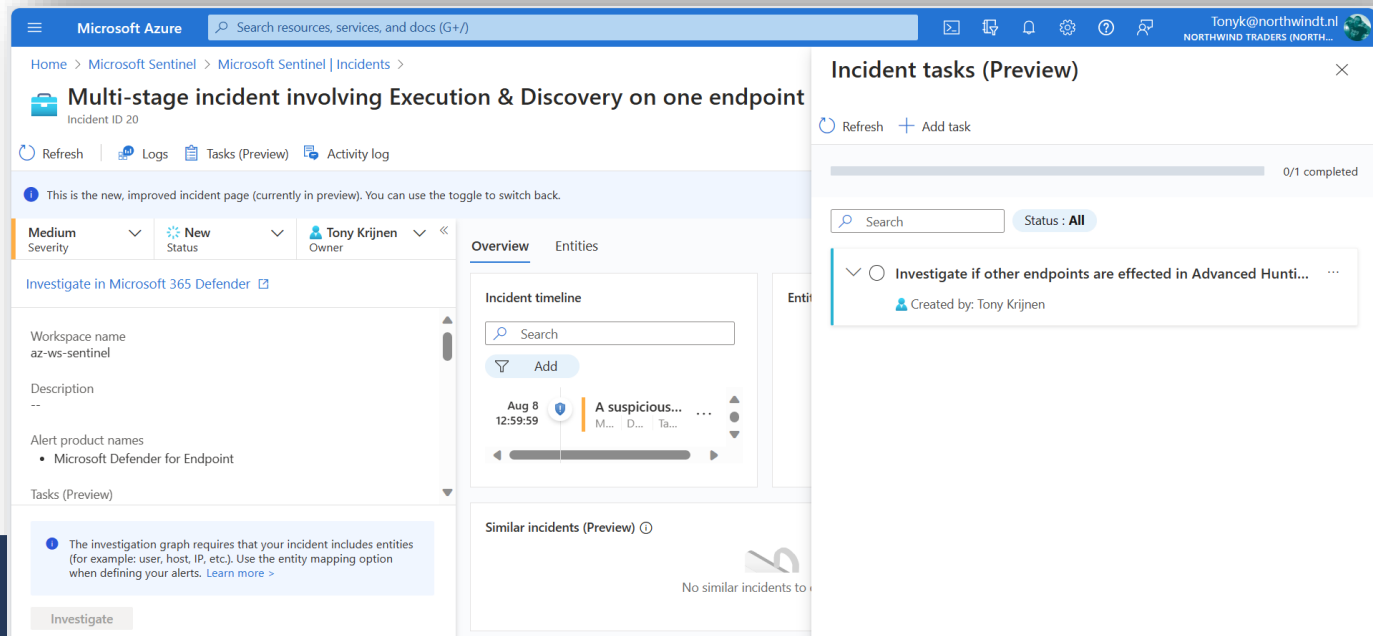 Microsoft Azure
Search resources, services, and docs (G+/)
Tonyk@northwindt.nl
NORTHWIND TRADERS (NORTH...
Home > Microsoft Sentinel > Microsoft Sentinel | Incidents >
Multi-stage incident involving Execution & Discovery on one endpoint
Incident ID 20
Refresh
Logs
Tasks (Preview)
Activity log
This is the new, improved incident page (currently in preview). You can use the toggle to switch back.
Medium
Severity
New
Status
Tony Krijnen
Owner
Investigate in Microsoft 365 Defender
Workspace name
az-ws-sentinel
Description
--
Alert product names
• Microsoft Defender for Endpoint
Tasks (Preview)
The investigation graph requires that your incident includes entities
(for example: user, host, IP, etc.). Use the entity mapping option
when defining your alerts. Learn more >
Investigate
Overview
Entities
Incident timeline
Search
Add
Aug 8
12:59:59
A suspicious...
M... D... Ta...
Enti
Similar incidents (Preview)
No similar incidents to
Incident tasks (Preview)
Refresh
Add task
0/1 completed
Search
Status : All
Investigate if other endpoints are effected in Advanced Hunti...
Created by: Tony Krijnen